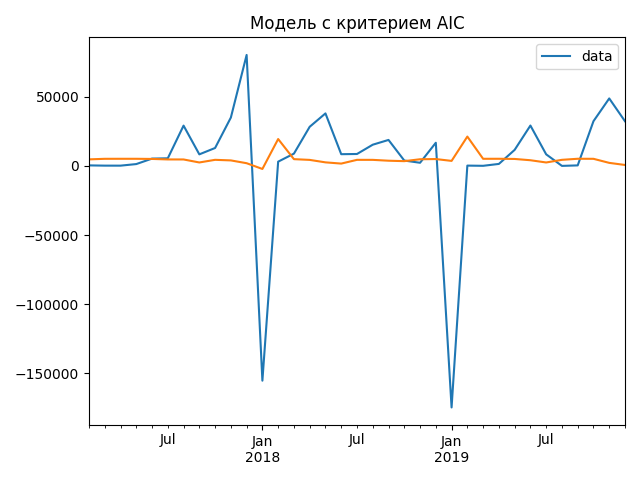 Модель с критерием AIC
data
50000
0
−50000
−100000
−150000
Jul
Jan
2018
Jul
Jan
2019
Jul